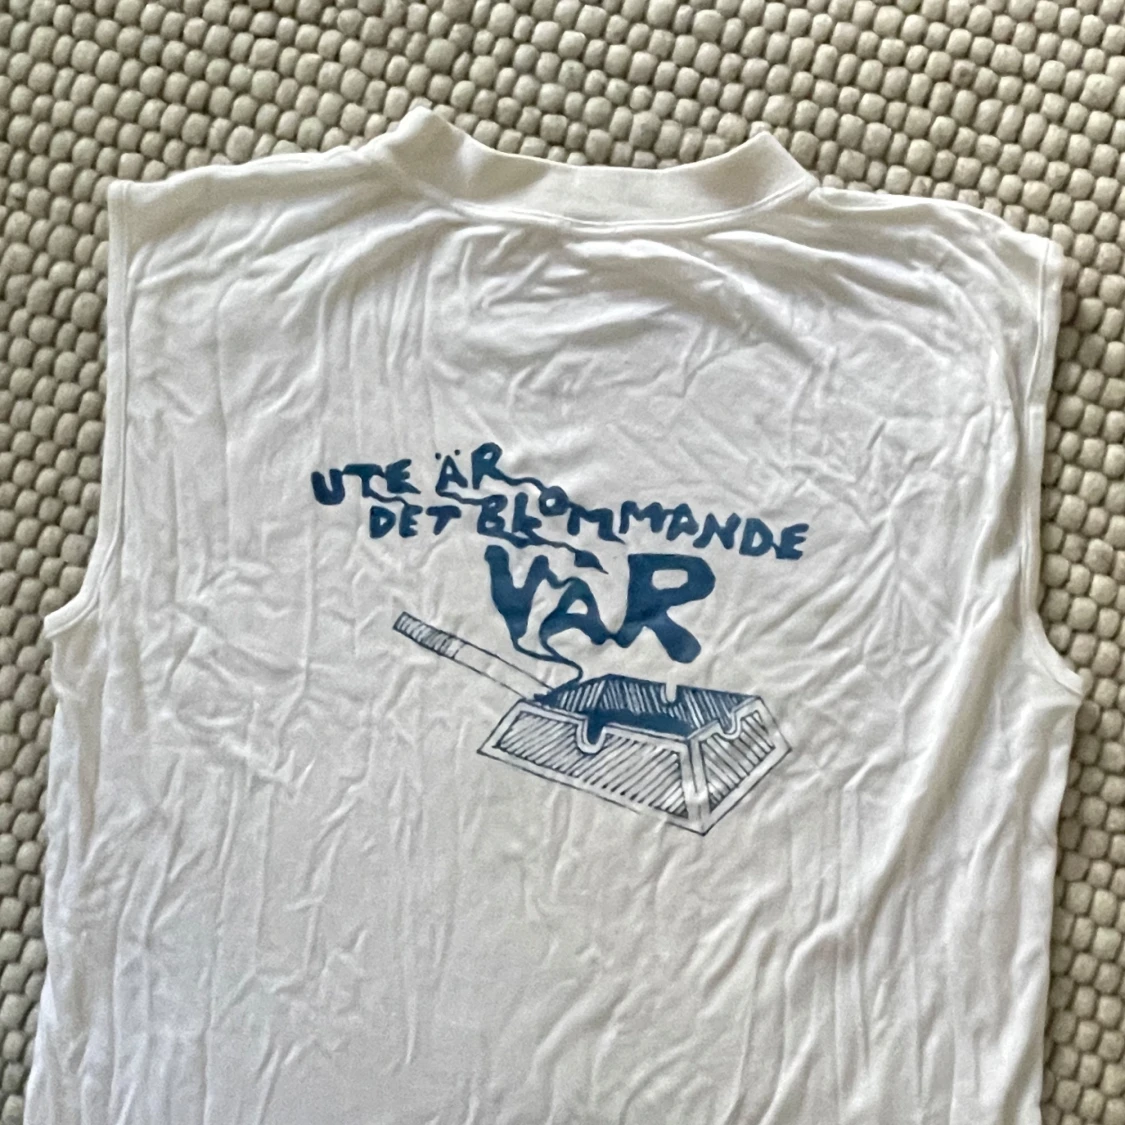 UTE ÄR
DET BLOMMANDE
VÅR